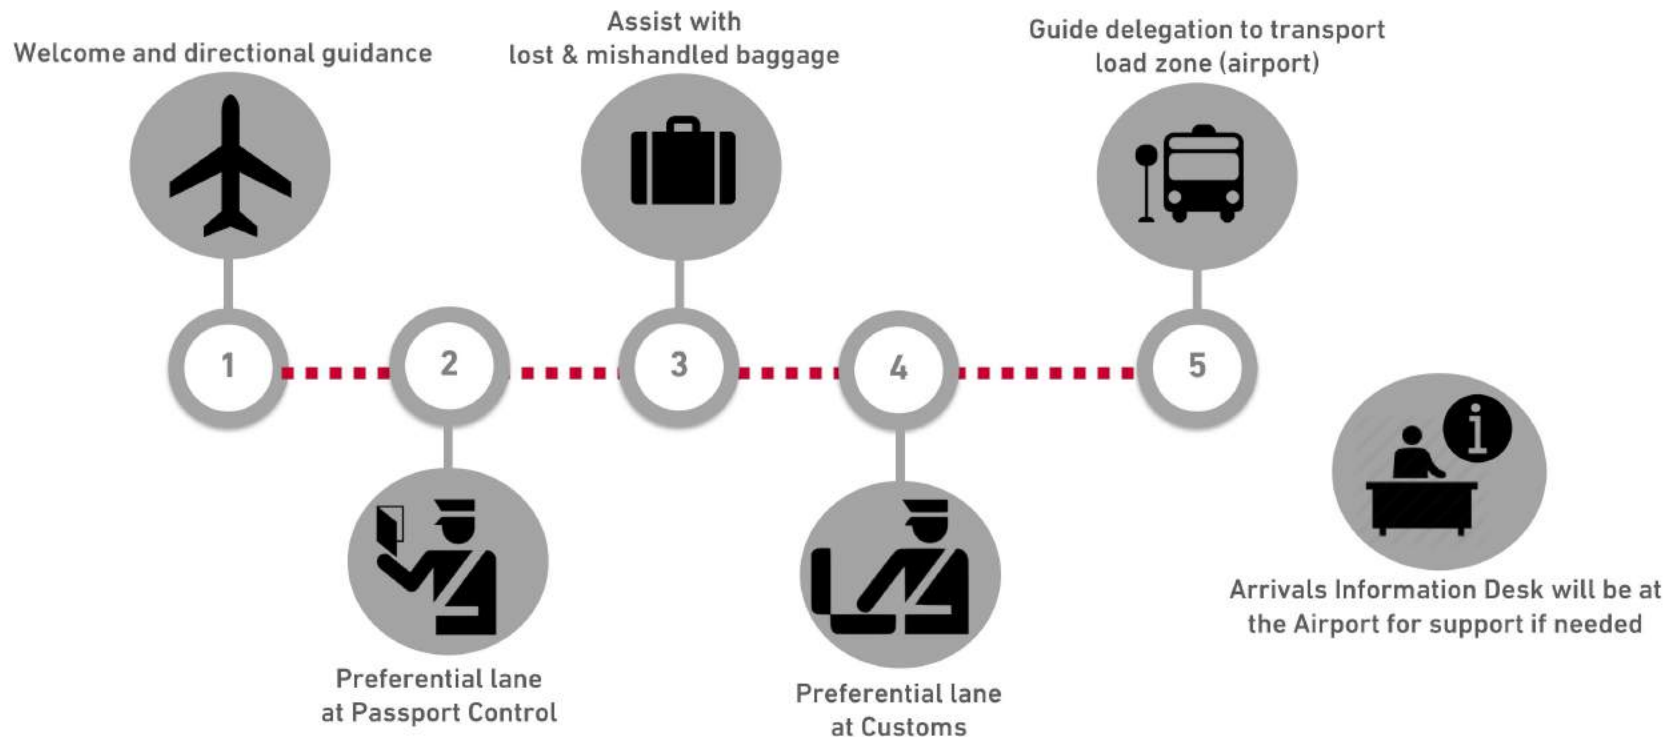 Welcome and directional guidance
Assist with
lost & mishandled baggage
Guide delegation to transport
load zone (airport)
1
2
3
4
5
i
Preferential lane
at Passport Control
Preferential lane
at Customs
Arrivals Information Desk will be at
the Airport for support if needed